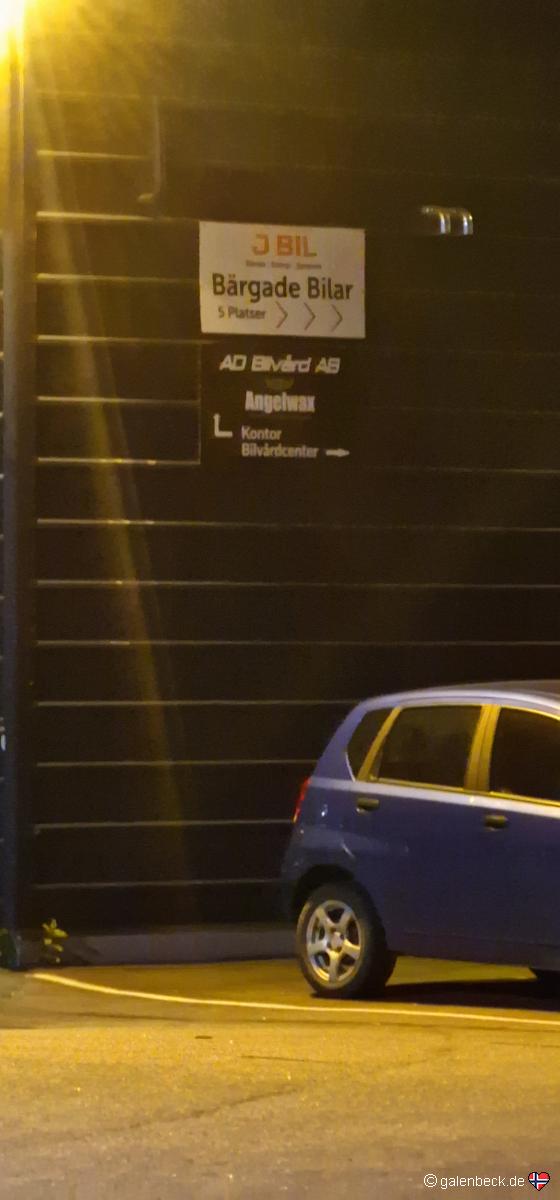 J BIL
Bärgade Bilar
5 Platser
AD Bilvård AB
Angelwax
Kontor
Bilvårdcenter
© galenbeck.de